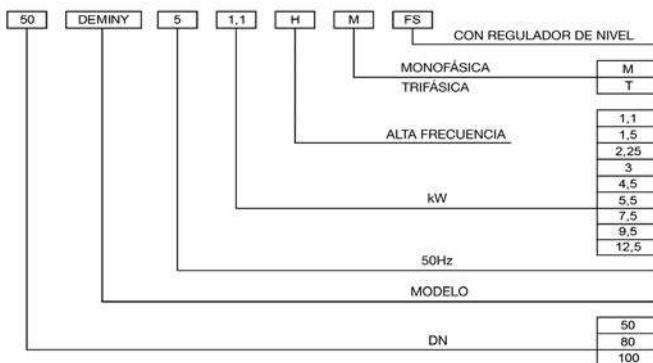 50 DEMINY 5 1,1 H M FS
CON REGULADOR DE NIVEL
MONOFÁSICA M
TRIFÁSICA T
ALTA FRECUENCIA
1,1
1,5
2,25
3
4,5
kW 5,5
7,5
9,5
12,5
50Hz
MODELO
50
DN 80
100